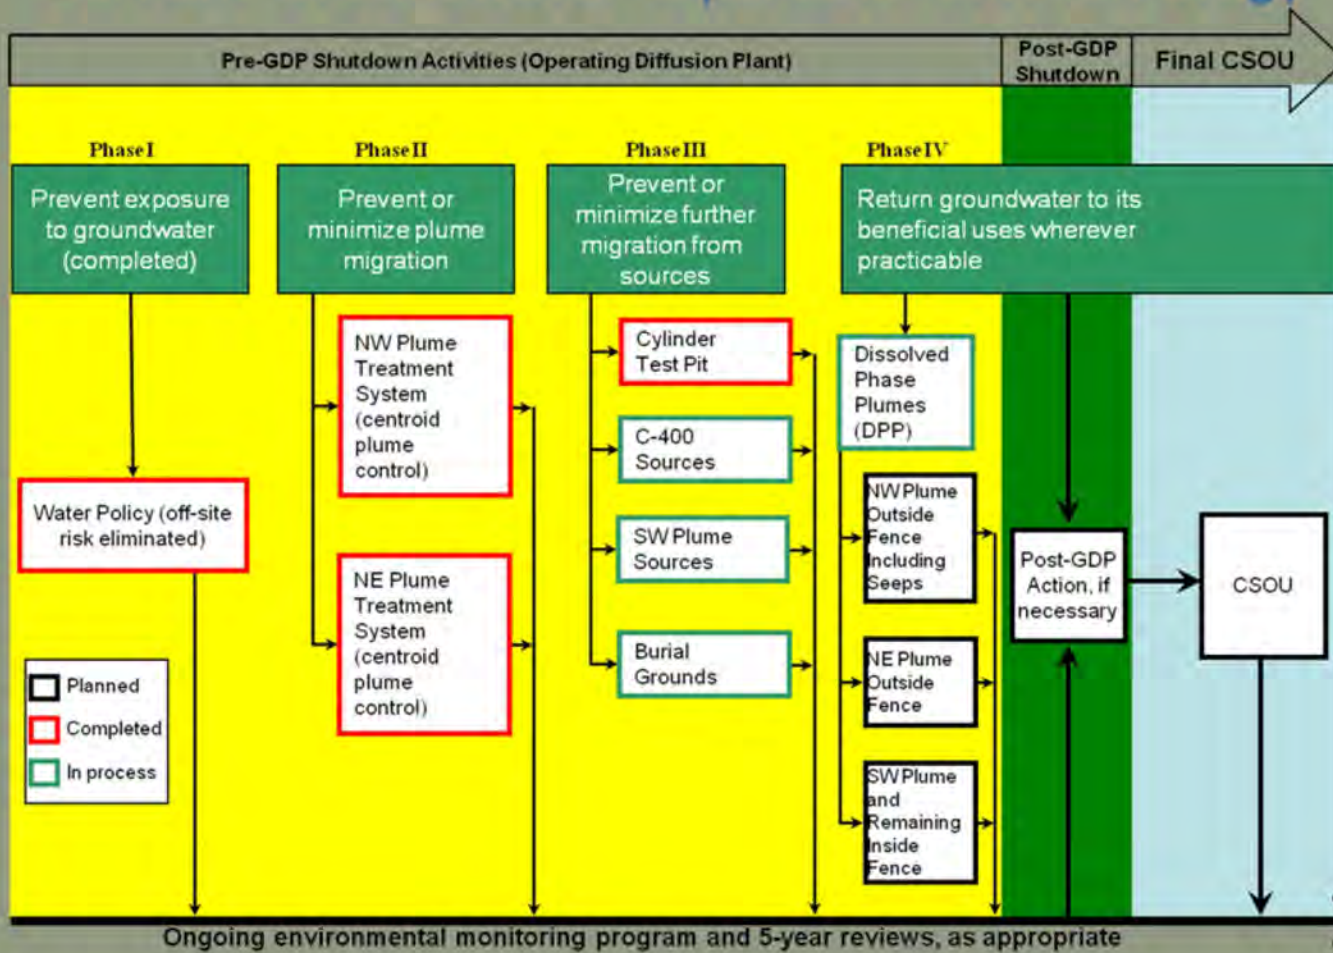 Pre-GDP Shutdown Activities (Operating Diffusion Plant)
Post-GDP
Shutdown
Final CSOU
Phase I
Prevent exposure
to groundwater
(completed)
Water Policy (off-site
risk eliminated)
Phase II
Prevent or
minimize plume
migration
NW Plume
Treatment
System
(centroid
plume
control)
NE Plume
Treatment
System
(centroid
plume
control)
Phase III
Prevent or
minimize further
migration from
sources
Cylinder
Test Pit
C-400
Sources
SW Plume
Sources
Burial
Grounds
Phase IV
Return groundwater to its
beneficial uses wherever
practicable
Dissolved
Phase
Plumes
(DPP)
NW Plume
Outside
Fence
Including
Seeps
NE Plume
Outside
Fence
SW Plume
and
Remaining
Inside
Fence
Post-GDP
Action, if
necessary
CSOU
Planned
Completed
In process
Ongoing environmental monitoring program and 5-year reviews, as appropriate